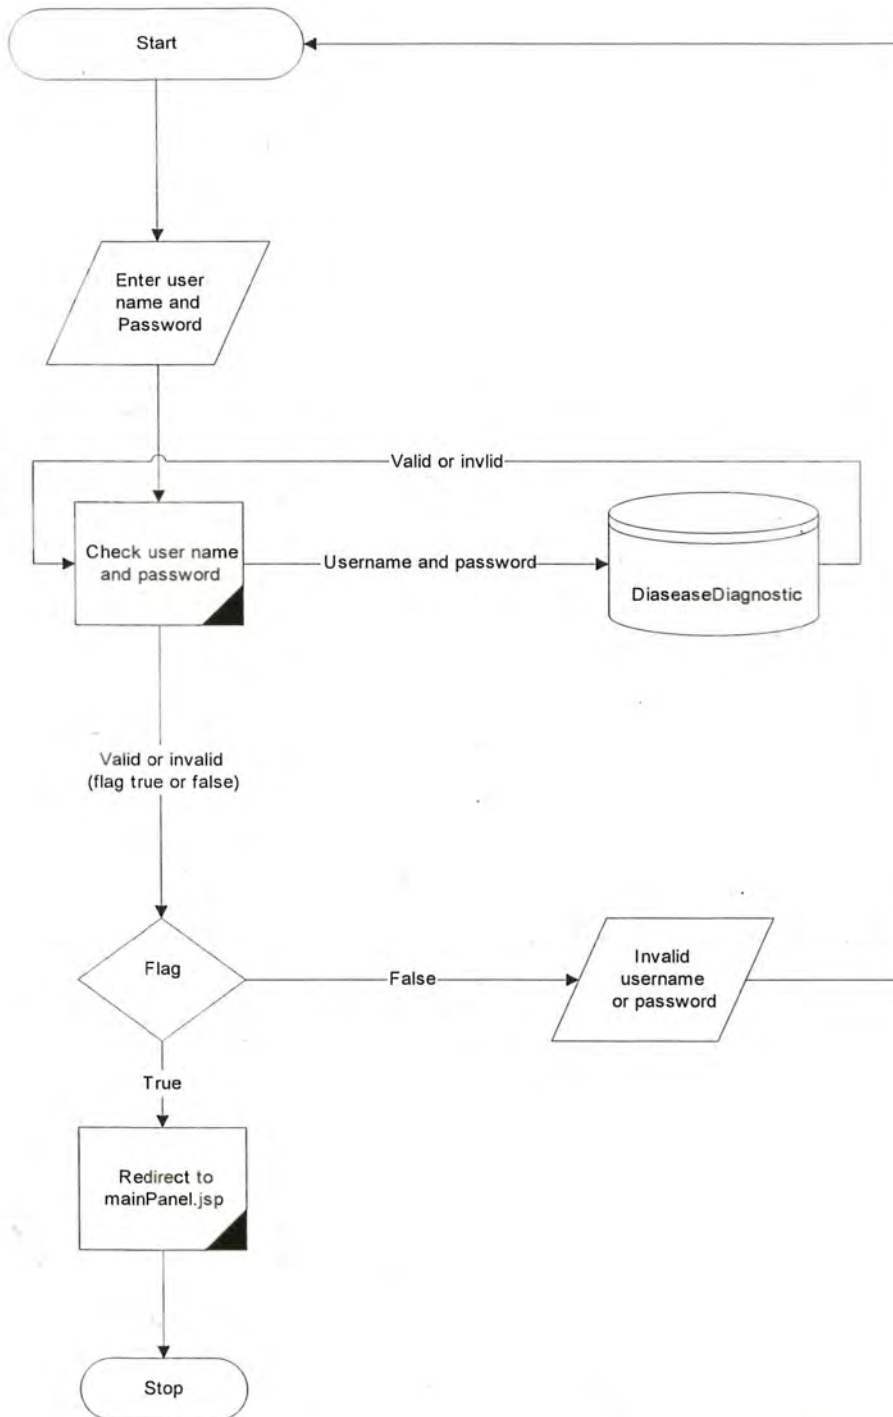 Start
Enter user
name and
Password
Valid or invlid
Check user name
and password
Username and password
DiaseaseDiagnostic
Valid or invalid
(flag true or false)
Flag
False
Invalid
username
or password
True
Redirect to
mainPanel.jsp
Stop